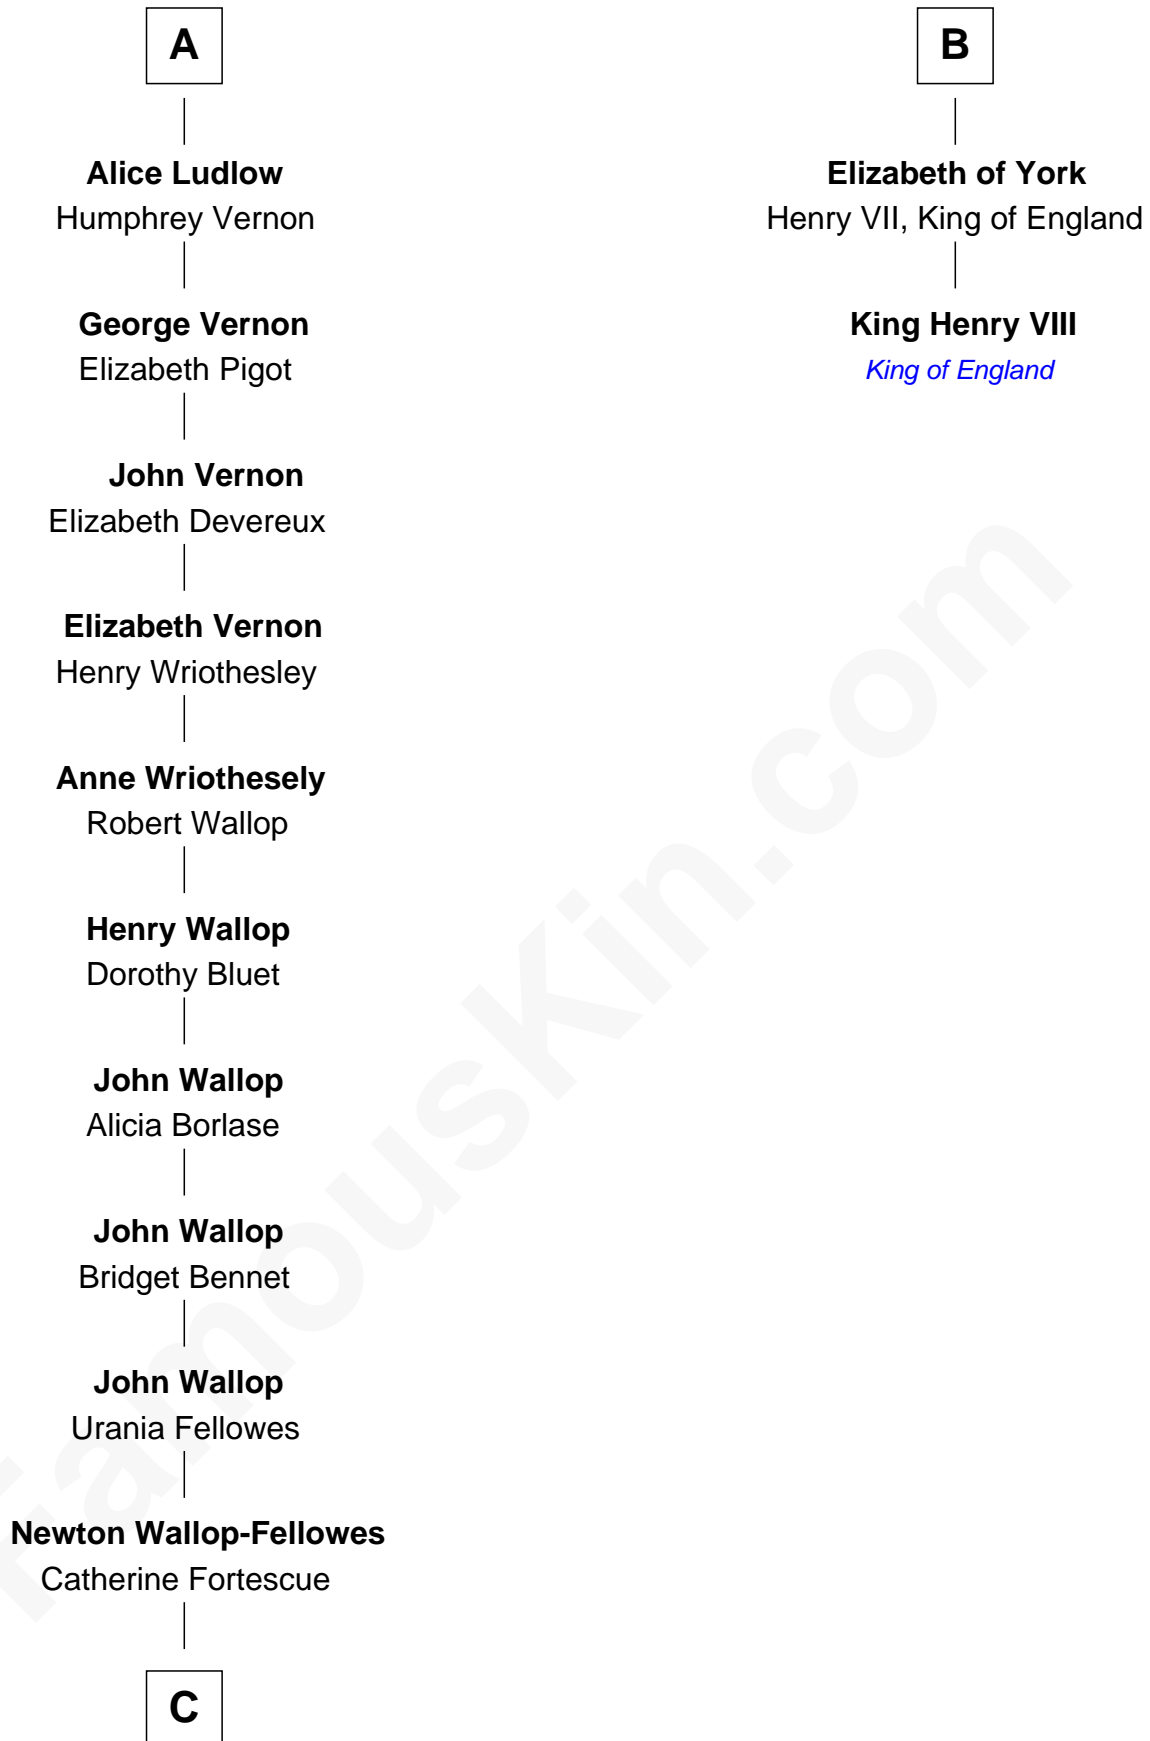 A
Alice Ludlow
Humphrey Vernon
George Vernon
Elizabeth Pigot
John Vernon
Elizabeth Devereux
Elizabeth Vernon
Henry Wriothesley
Anne Wriothesely
Robert Wallop
Henry Wallop
Dorothy Bluet
John Wallop
Alicia Borlase
John Wallop
Bridget Bennet
John Wallop
Urania Fellowes
Newton Wallop-Fellowes
Catherine Fortescue
C
B
Elizabeth of York
Henry VII, King of England
King Henry VIII
King of England
FamousKin.com